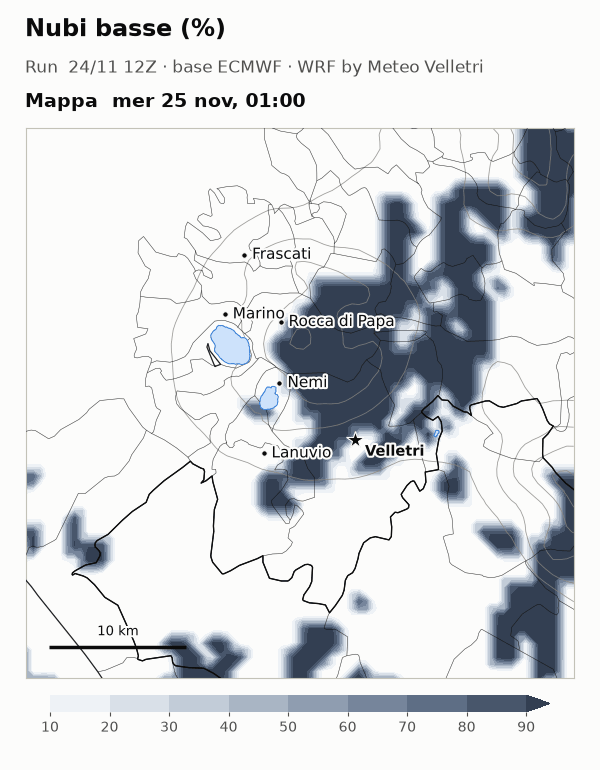 Nubi basse (%)
Run  24/11 12Z · base ECMWF · WRF by Meteo Velletri
Mappa  mer 25 nov, 01:00
Frascati
Marino
Rocca di Papa
Nemi
Velletri
Lanuvio
10 km
10 20 30 40 50 60 70 80 90